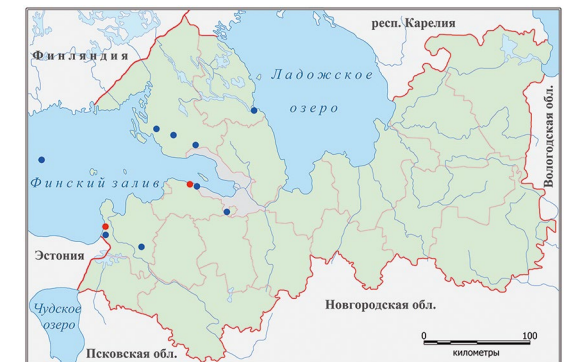 респ. Карелия
Финляндия
Ладожское
озеро
Вологодская обл.
Финский залив
Эстония
Чудское
озеро
Новгородская обл.
Псковская обл.
0 100
километры